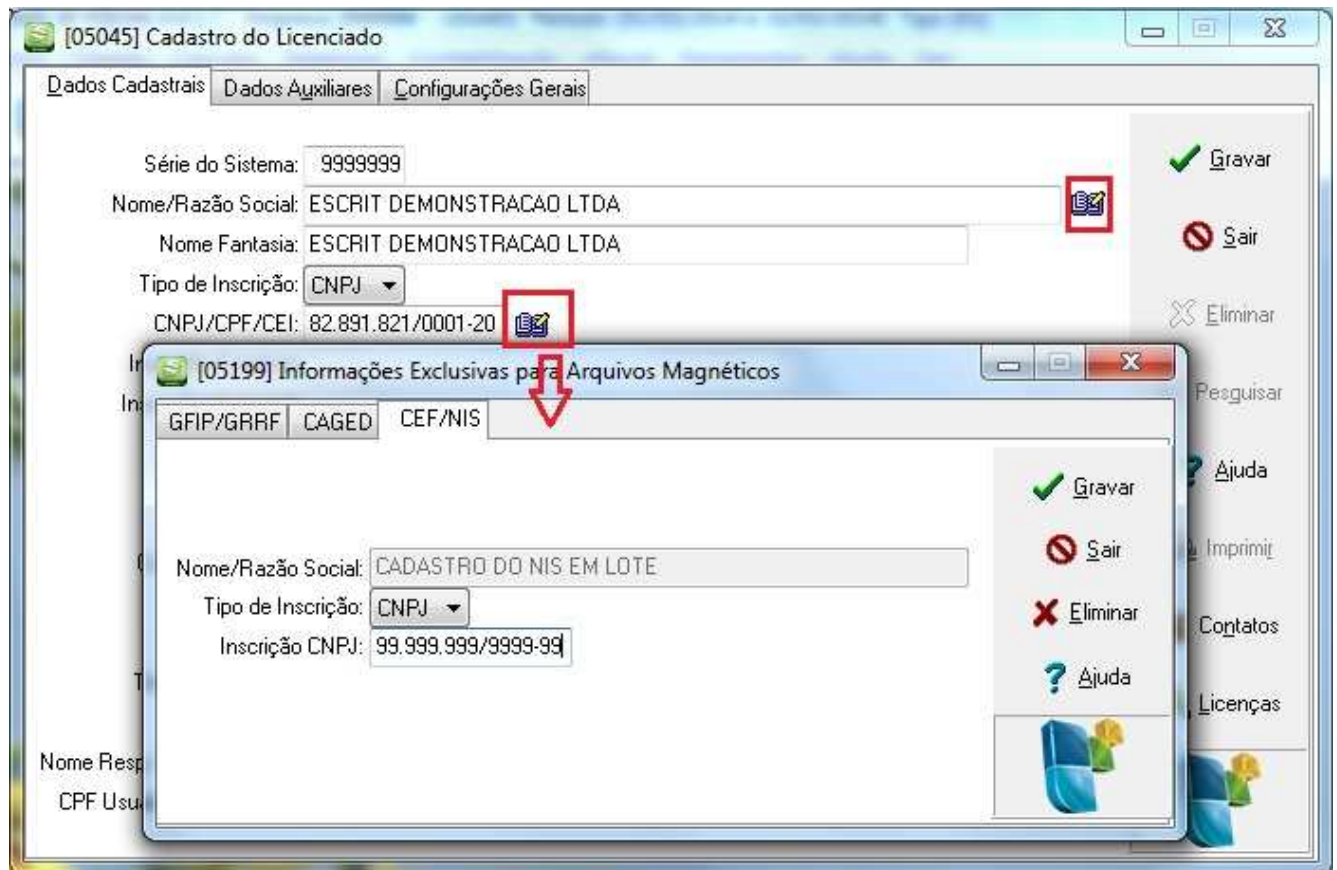 [05045] Cadastro do Licenciado
Dados Cadastrais Dados Auxiliares Configurações Gerais
Série do Sistema: 9999999
Nome/Razão Social: ESCRIT DEMONSTRACAO LTDA
Nome Fantasia: ESCRIT DEMONSTRACAO LTDA
Tipo de Inscrição: CNPJ
CNPJ/CPF/CEI: 82.891.821/0001-20
Gravar
Sair
Eliminar
Pesquisar
Ajuda
Imprimir
Contatos
Licenças
[05199] Informações Exclusivas para Arquivos Magnéticos
GFIP/GRRF CAGED CEF/NIS
Nome/Razão Social: CADASTRO DO NIS EM LOTE
Tipo de Inscrição: CNPJ
Inscrição CNPJ: 99.999.999/9999-99
Gravar
Sair
Eliminar
Ajuda
Nome Resp
CPF Usu